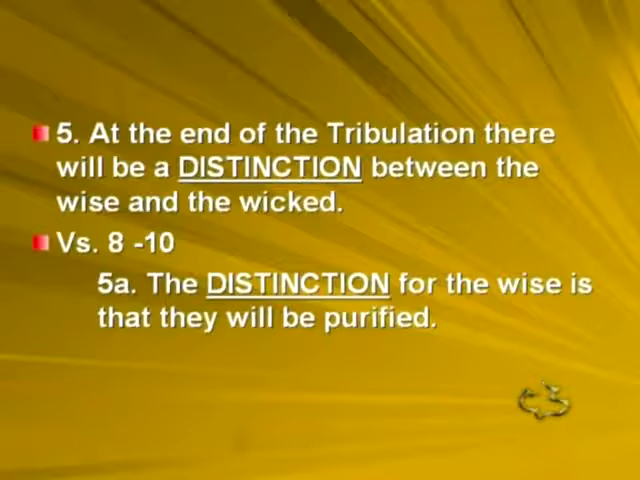 5. At the end of the Tribulation there
will be a DISTINCTION between the
wise and the wicked.
Vs. 8 -10
5a. The DISTINCTION for the wise is
that they will be purified.